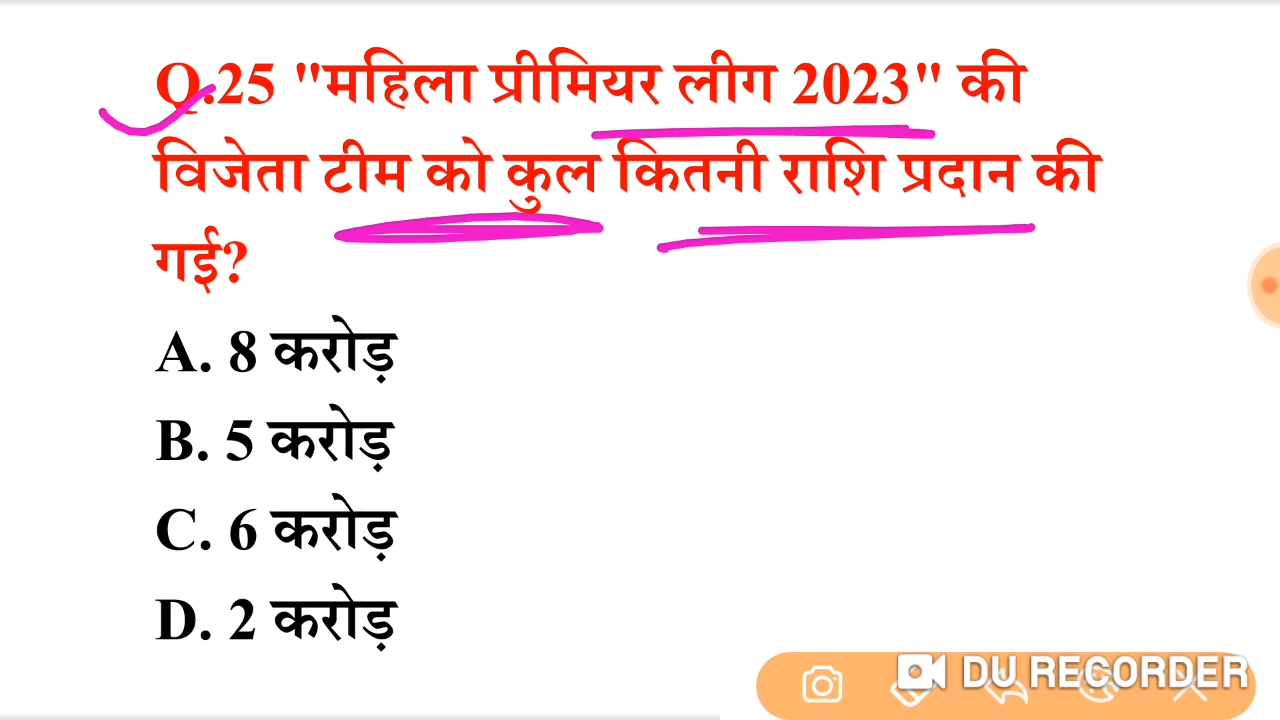 Q.25 "महिला प्रीमियर लीग 2023" की
विजेता टीम को कुल कितनी राशि प्रदान की
गई?
A. 8 करोड़
B. 5 करोड़
C. 6 करोड़
D. 2 करोड़
DU RECORDER